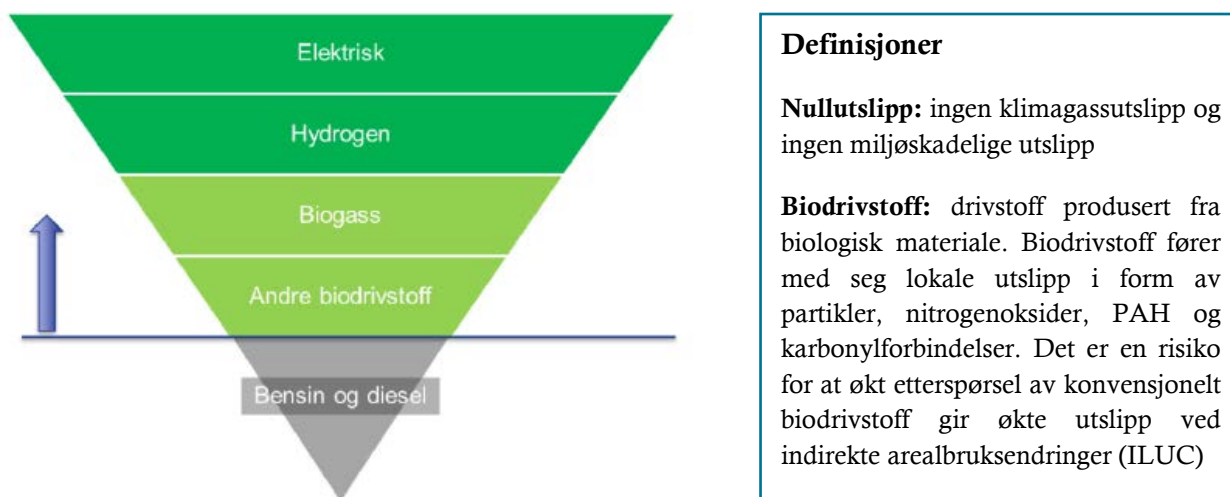 Elektrisk
Hydrogen
Biogass
Andre biodrivstoff
Bensin og diesel
Definisjoner
Nullutslipp: ingen klimagassutslipp og
ingen miljøskadelige utslipp
Biodrivstoff: drivstoff produsert fra
biologisk materiale. Biodrivstoff fører
med seg lokale utslipp i form av
partikler, nitrogenoksider, PAH og
karbonylforbindelser. Det er en risiko
for at økt etterspørsel av konvensjonelt
biodrivstoff gir økte utslipp ved
indirekte arealbruksendringer (ILUC)